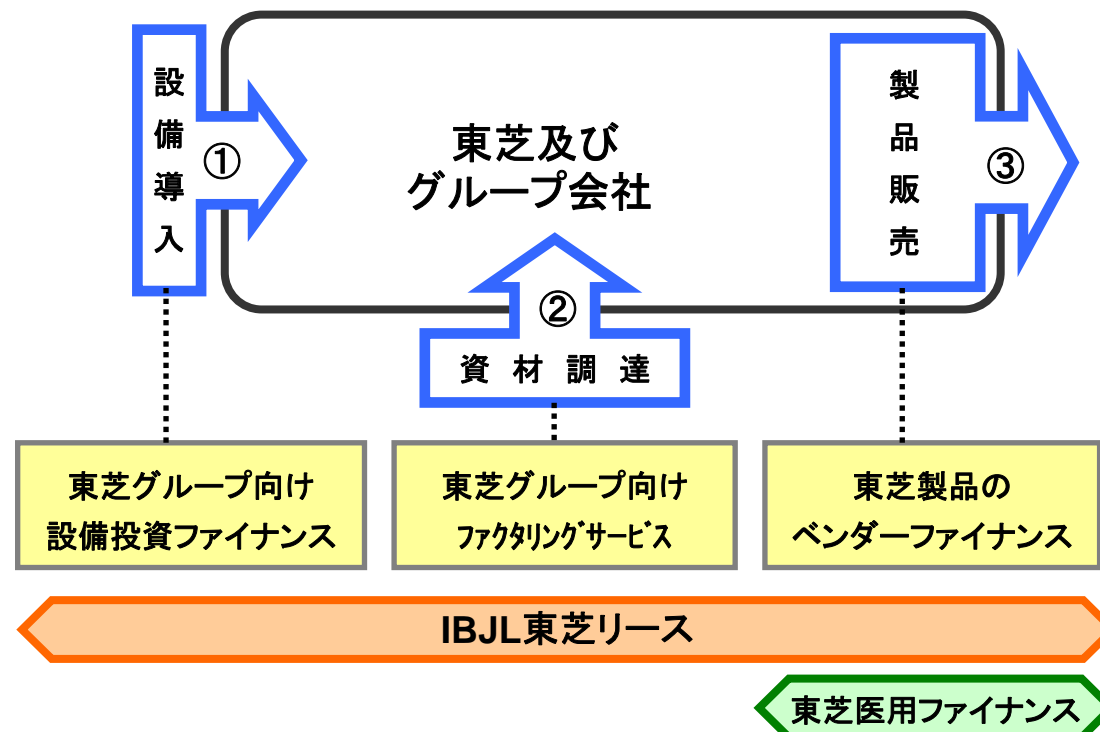 設備導入
①
東芝及び
グループ会社
製品販売
③
②
資材調達
東芝グループ向け
設備投資ファイナンス
東芝グループ向け
ﾌｧｸﾀﾘﾝｸﾞｻｰﾋﾞｽ
東芝製品の
ベンダーファイナンス
IBJL東芝リース
東芝医用ファイナンス